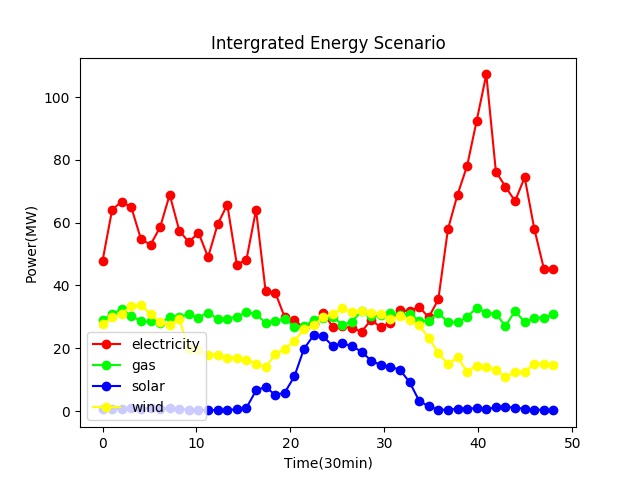 Intergrated Energy Scenario
Power(MW)
100
80
60
40
20
0
electricity
gas
solar
wind
0 10 20 30 40 50
Time(30min)